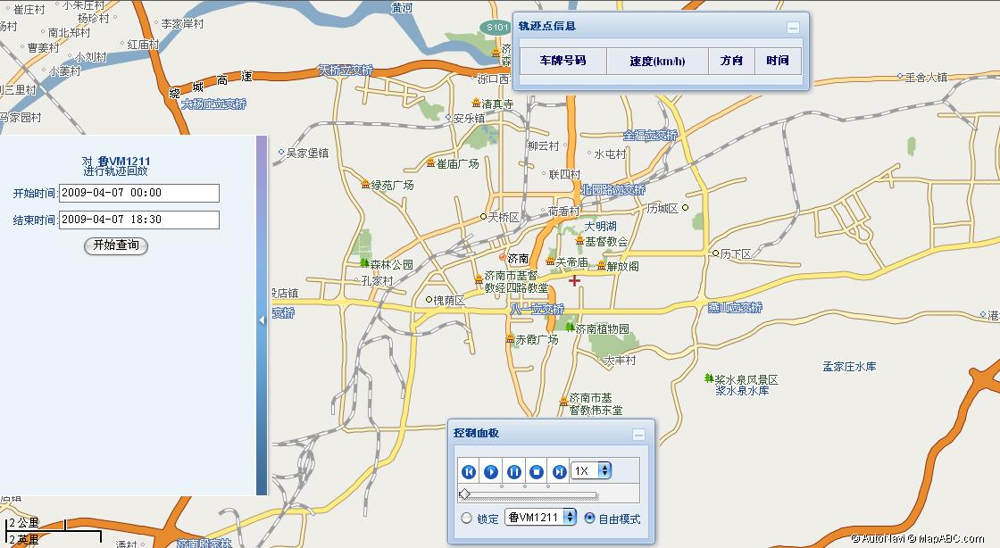 崔庄村
小朱庄村
杨珍村
李家岸村
黄河
S101
南北郑村
曹姜村
红庙村
小刘村
小姜村
天桥立交桥
济
森
泺口西
绕城高速
刘三里村
马家园村
大杨庄立交桥
清真寺
安乐镇
王舍人镇
全福立交桥
吴家堡镇
柳云村
水屯村
崔庙广场
联四村
绿苑广场
北园路立交桥
荷香村
历城区
天桥区
大明湖
基督教会
历下区
济南
关帝庙
解放阁
森林公园
孔家村
济南市基督
教经四路教堂
段店镇
槐荫区
交桥
八一立交桥
燕山立交桥
港
济南植物园
赤霞广场
大丰村
孟家庄水库
浆水泉风景区
浆水泉水库
济南市基
督教伟东堂
店镇
潘村
济南段家林
轨迹点信息
车牌号码 速度(km/h) 方向 时间
对 鲁VM1211
进行轨迹回放
开始时间: 2009-04-07 00:00
结束时间: 2009-04-07 18:30
开始查询
控制面板
1X
锁定 鲁VM1211 自由模式
2 公里
2 英里
© AutoNavi © MapABC.com